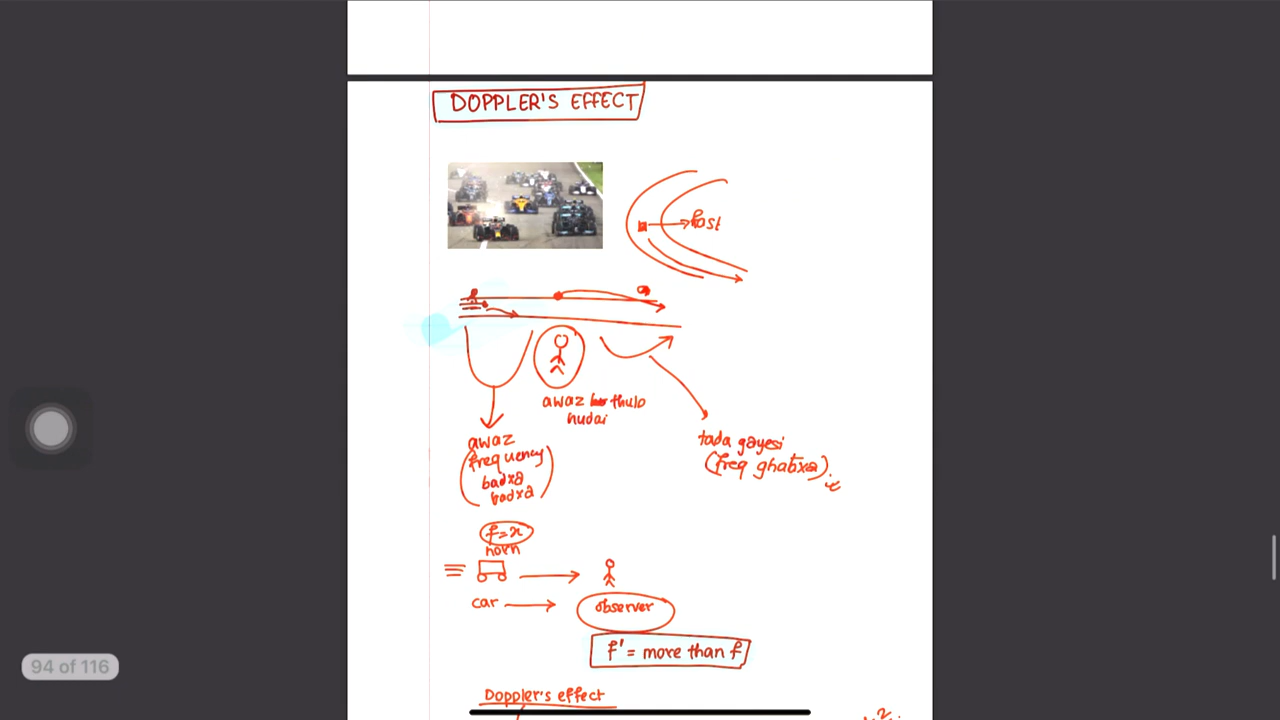 DOPPLER'S EFFECT
fast
awaz thulo
hudai
awaz
(frequency
badxa
badxa)
tada gayesi
(freq ghatxa)
f=x
horn
car
observer
f' = more than f
94 of 116
Doppler's effect